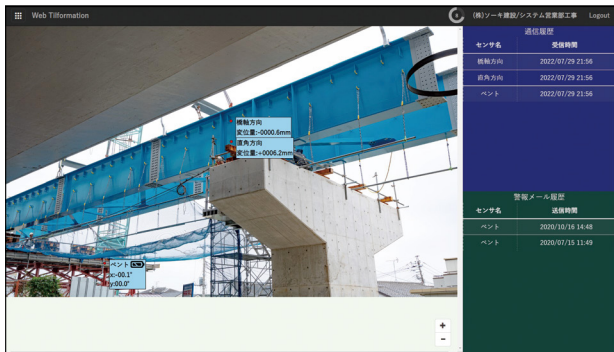 Web Tilformation
8
(株)ソーキ建設/システム営業部工事 Logout
通信履歴
センサ名 受信時間
橋軸方向 2022/07/29 21:56
直角方向 2022/07/29 21:56
ベント 2022/07/29 21:56
橋軸方向
変位量:-0000.6mm
直角方向
変位量:+0006.2mm
ベント
x:-00.1°
y:00.0°
警報メール履歴
センサ名 送信時間
ベント 2020/10/16 14:48
ベント 2020/07/15 11:49
+
−